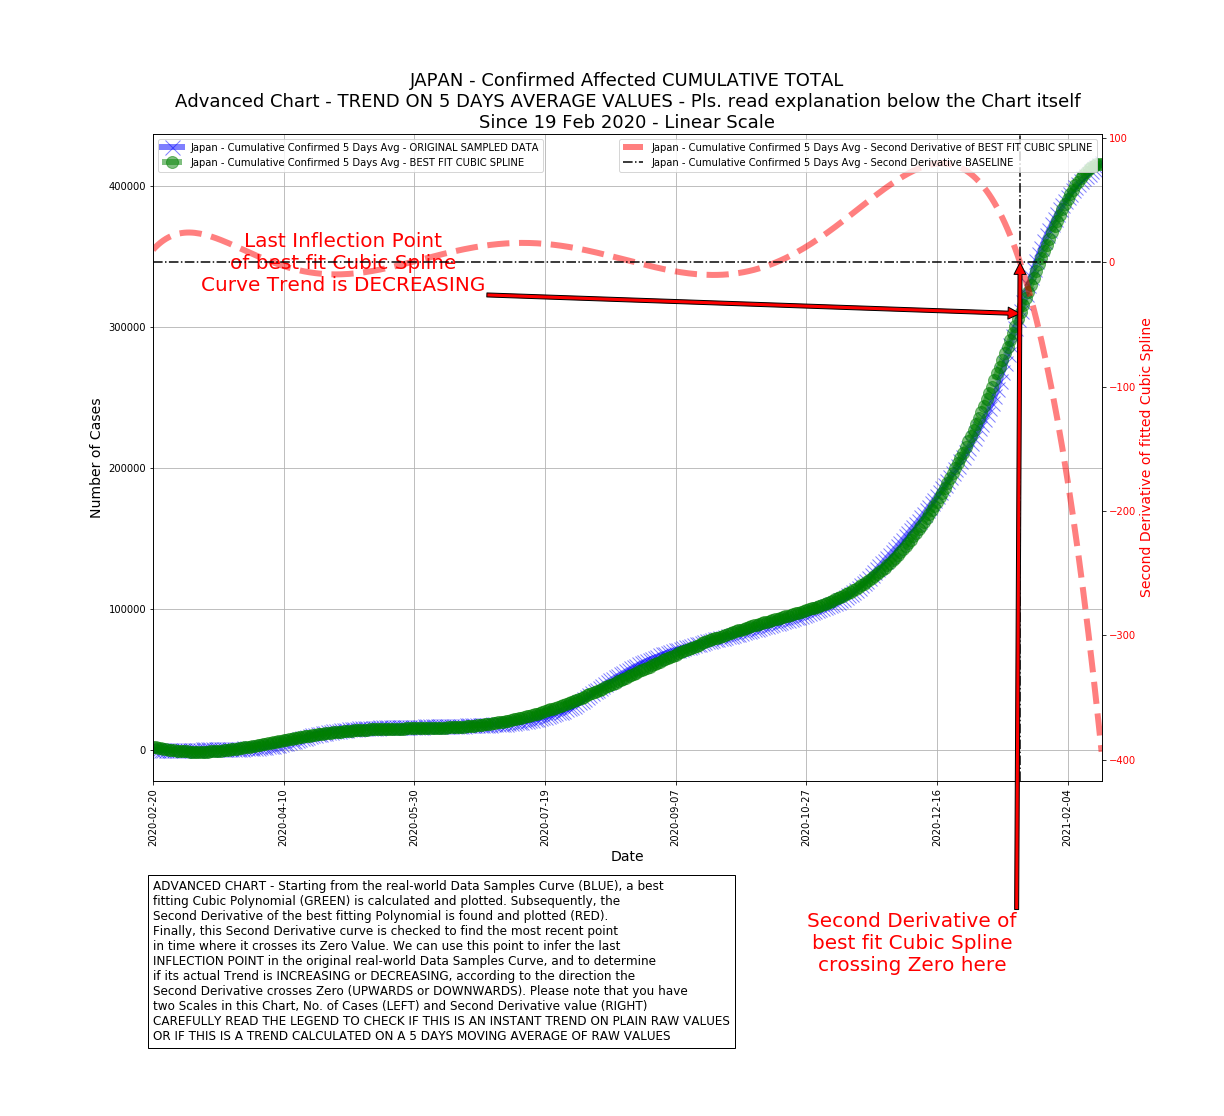 JAPAN - Confirmed Affected CUMULATIVE TOTAL
Advanced Chart - TREND ON 5 DAYS AVERAGE VALUES - Pls. read explanation below the Chart itself
Since 19 Feb 2020 - Linear Scale
Japan - Cumulative Confirmed 5 Days Avg - ORIGINAL SAMPLED DATA
Japan - Cumulative Confirmed 5 Days Avg - BEST FIT CUBIC SPLINE
Japan - Cumulative Confirmed 5 Days Avg - Second Derivative of BEST FIT CUBIC SPLINE
Japan - Cumulative Confirmed 5 Days Avg - Second Derivative BASELINE
Last Inflection Point
of best fit Cubic Spline
Curve Trend is DECREASING
Number of Cases
400000
300000
200000
100000
0
100
0
−100
−200
−300
−400
Second Derivative of fitted Cubic Spline
2020-02-20
2020-04-10
2020-05-30
2020-07-19
2020-09-07
2020-10-27
2020-12-16
2021-02-04
Date
Second Derivative of
best fit Cubic Spline
crossing Zero here
ADVANCED CHART - Starting from the real-world Data Samples Curve (BLUE), a best
fitting Cubic Polynomial (GREEN) is calculated and plotted. Subsequently, the
Second Derivative of the best fitting Polynomial is found and plotted (RED).
Finally, this Second Derivative curve is checked to find the most recent point
in time where it crosses its Zero Value. We can use this point to infer the last
INFLECTION POINT in the original real-world Data Samples Curve, and to determine
if its actual Trend is INCREASING or DECREASING, according to the direction the
Second Derivative crosses Zero (UPWARDS or DOWNWARDS). Please note that you have
two Scales in this Chart, No. of Cases (LEFT) and Second Derivative value (RIGHT)
CAREFULLY READ THE LEGEND TO CHECK IF THIS IS AN INSTANT TREND ON PLAIN RAW VALUES
OR IF THIS IS A TREND CALCULATED ON A 5 DAYS MOVING AVERAGE OF RAW VALUES